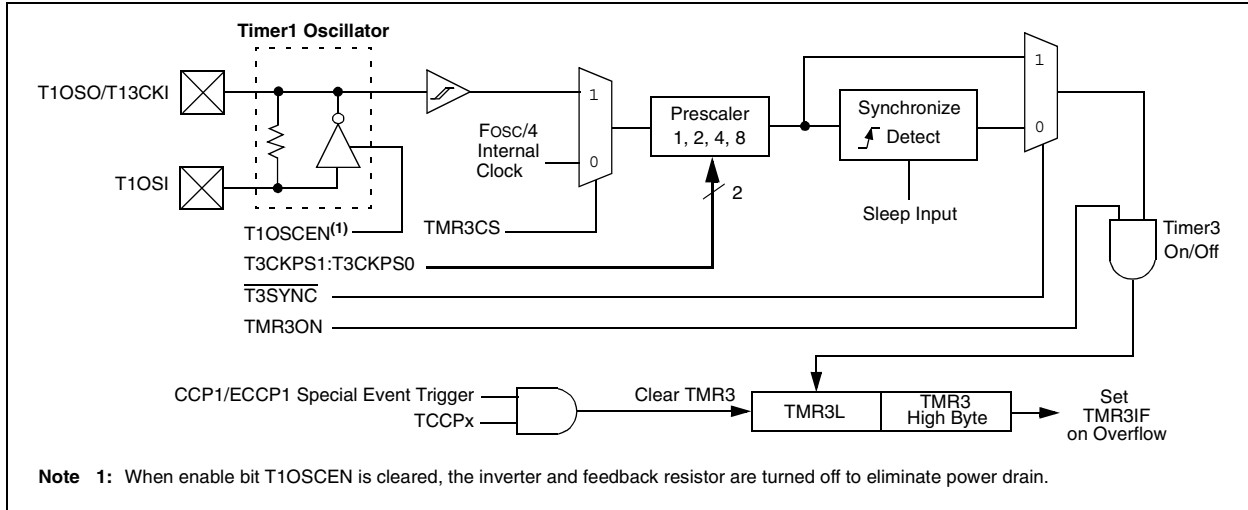 Timer1 Oscillator
T1OSO/T13CKI
T1OSI
1
0
FOSC/4
Internal
Clock
Prescaler
1, 2, 4, 8
2
Synchronize
Detect
Sleep Input
1
0
T1OSCEN(1)
TMR3CS
T3CKPS1:T3CKPS0
T3SYNC
TMR3ON
Timer3
On/Off
CCP1/ECCP1 Special Event Trigger
TCCPx
Clear TMR3
TMR3L
TMR3
High Byte
Set
TMR3IF
on Overflow
Note 1: When enable bit T1OSCEN is cleared, the inverter and feedback resistor are turned off to eliminate power drain.